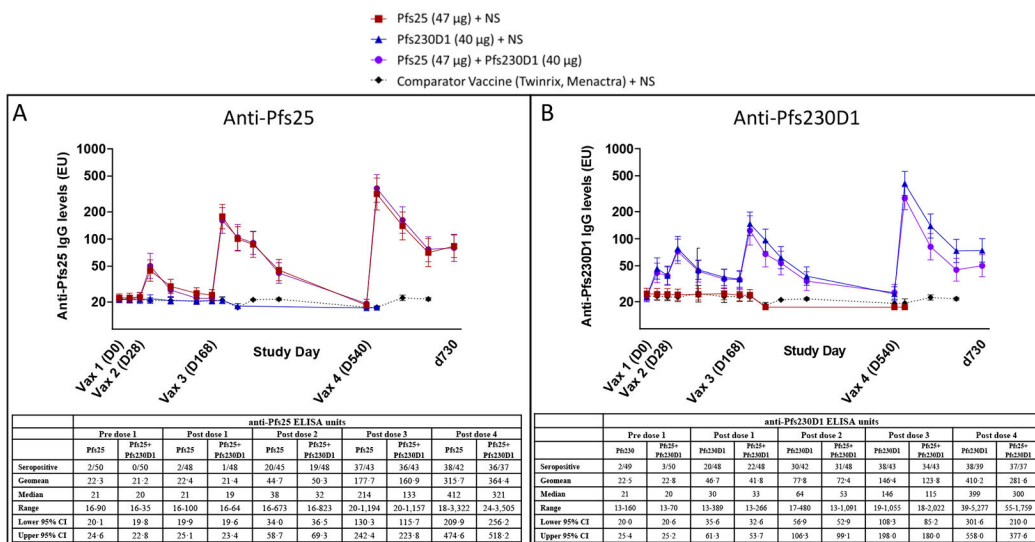 Pfs25 (47 µg) + NS
Pfs230D1 (40 µg) + NS
Pfs25 (47 µg) + Pfs230D1 (40 µg)
Comparator Vaccine (Twinrix, Menactra) + NS
A
Anti-Pfs25
Anti-Pfs25 IgG levels (EU)
1000
500
200
100
50
20
Vax 1 (D0)
Vax 2 (D28)
Vax 3 (D168)
Study Day
Vax 4 (D540)
d730
anti-Pfs25 ELISA units
Pre dose 1 Post dose 1 Post dose 2 Post dose 3 Post dose 4
Pfs25 Pfs25+ Pfs230D1 Pfs25 Pfs25+ Pfs230D1 Pfs25 Pfs25+ Pfs230D1 Pfs25 Pfs25+ Pfs230D1 Pfs25 Pfs25+ Pfs230D1
Seropositive 2/50 0/50 2/48 1/48 20/45 19/48 37/43 36/43 38/42 36/37
Geomean 22·3 21·2 22·4 21·4 44·7 50·3 177·7 160·9 315·7 364·4
Median 21 20 21 19 38 32 214 133 412 321
Range 16-90 16-35 16-100 16-64 16-673 16-823 20-1,194 20-1,157 18-3,322 24-3,505
Lower 95% CI 20·1 19·8 19·9 19·6 34·0 36·5 130·3 115·7 209·9 256·2
Upper 95% CI 24·6 22·8 25·1 23·4 58·7 69·3 242·4 223·8 474·6 518·2
B
Anti-Pfs230D1
Anti-Pfs230D1 IgG levels (EU)
1000
500
200
100
50
20
Vax 1 (D0)
Vax 2 (D28)
Vax 3 (D168)
Study Day
Vax 4 (D540)
d730
anti-Pfs230D1 ELISA units
Pre dose 1 Post dose 1 Post dose 2 Post dose 3 Post dose 4
Pfs230 Pfs25+ Pfs230D1 Pfs230D1 Pfs25+ Pfs230D1 Pfs230D1 Pfs25+ Pfs230D1 Pfs230D1 Pfs25+ Pfs230D1 Pfs230D1 Pfs25+ Pfs230D1
Seropositive 2/49 3/50 20/48 22/48 30/42 31/48 38/43 34/43 38/39 37/37
Geomean 22·5 22·8 46·7 41·8 77·8 72·4 146·4 123·8 410·2 281·6
Median 21 20 30 33 64 53 146 115 399 300
Range 13-160 13-70 13-389 13-266 17-480 17-1,091 19-1,055 18-2,022 39-5,277 55-1,759
Lower 95% CI 20·0 20·6 35·6 32·6 56·9 52·9 108·3 85·2 301·6 210·0
Upper 95% CI 25·4 25·2 61·3 53·7 106·3 99·1 198·0 180·0 558·0 377·6